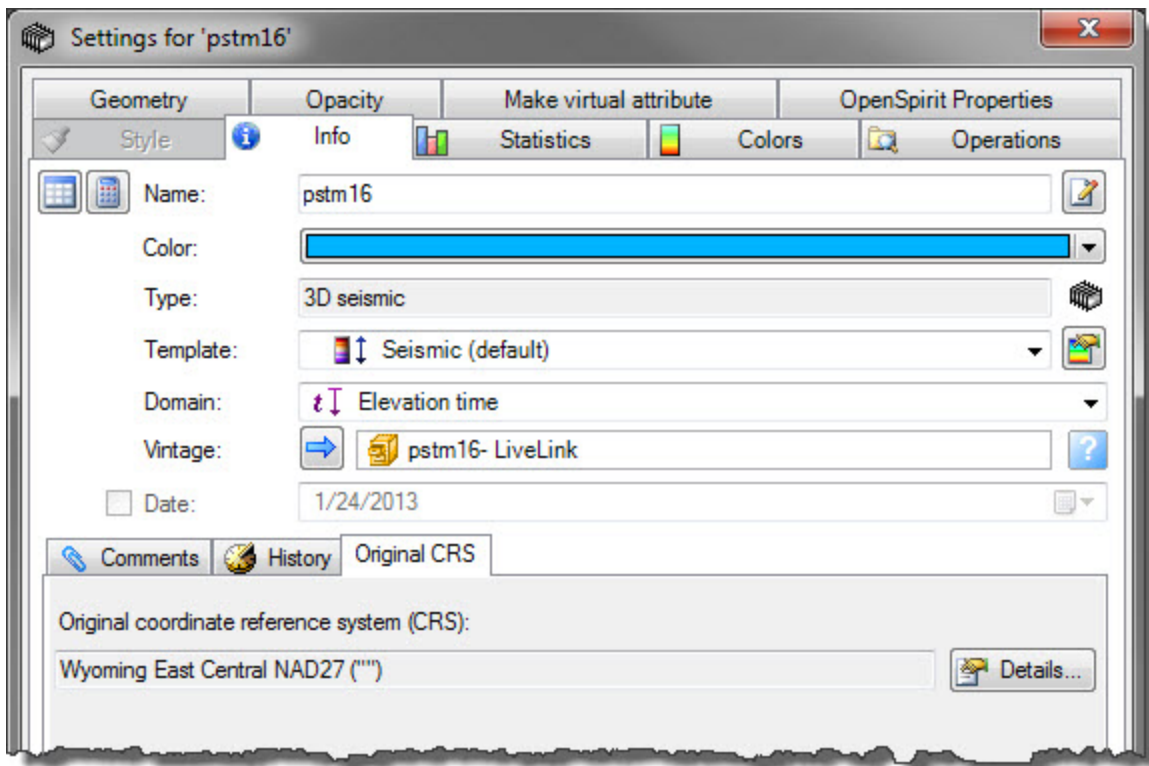 Settings for 'pstm16'
Geometry Opacity Make virtual attribute OpenSpirit Properties
Style Info Statistics Colors Operations
Name: pstm16
Color:
Type: 3D seismic
Template: Seismic (default)
Domain: t Elevation time
Vintage: pstm16- LiveLink ?
Date: 1/24/2013
Comments History Original CRS
Original coordinate reference system (CRS):
Wyoming East Central NAD27 ("") Details...